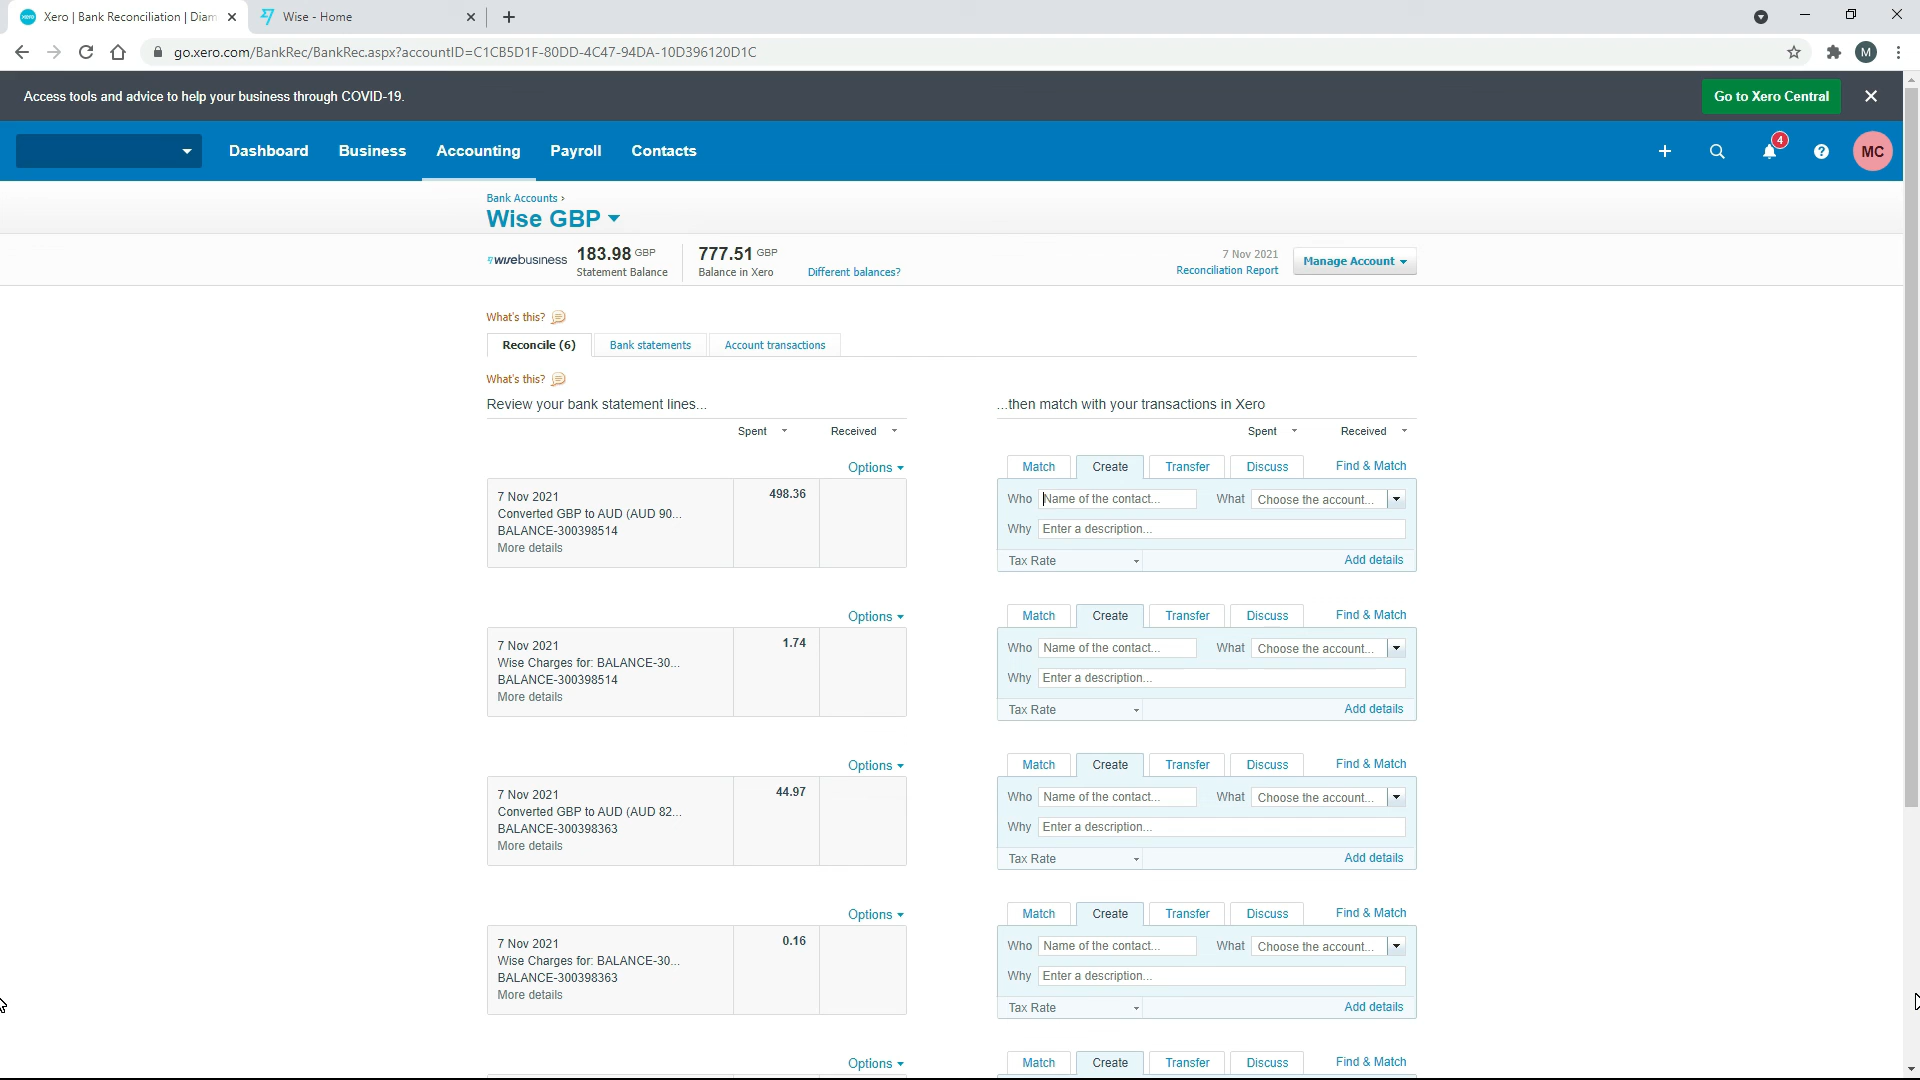 Xero | Bank Reconciliation | Diam
Wise - Home
go.xero.com/BankRec/BankRec.aspx?accountID=C1CB5D1F-80DD-4C47-94DA-10D396120D1C
M
Access tools and advice to help your business through COVID-19.
Go to Xero Central
Dashboard Business Accounting Payroll Contacts
4
MC
Bank Accounts ›
Wise GBP
wisebusiness 183.98 GBP 777.51 GBP 7 Nov 2021
Statement Balance Balance in Xero Different balances? Reconciliation Report Manage Account
What's this?
Reconcile (6) Bank statements Account transactions
What's this?
Review your bank statement lines... ...then match with your transactions in Xero
Spent Received Spent Received
Options Match Create Transfer Discuss Find & Match
7 Nov 2021 498.36 Who Name of the contact... What Choose the account...
Converted GBP to AUD (AUD 90...
BALANCE-300398514 Why Enter a description...
More details Tax Rate Add details
Options Match Create Transfer Discuss Find & Match
7 Nov 2021 1.74 Who Name of the contact... What Choose the account...
Wise Charges for: BALANCE-30...
BALANCE-300398514 Why Enter a description...
More details Tax Rate Add details
Options Match Create Transfer Discuss Find & Match
7 Nov 2021 44.97 Who Name of the contact... What Choose the account...
Converted GBP to AUD (AUD 82...
BALANCE-300398363 Why Enter a description...
More details Tax Rate Add details
Options Match Create Transfer Discuss Find & Match
7 Nov 2021 0.16 Who Name of the contact... What Choose the account...
Wise Charges for: BALANCE-30...
BALANCE-300398363 Why Enter a description...
More details Tax Rate Add details
Options Match Create Transfer Discuss Find & Match